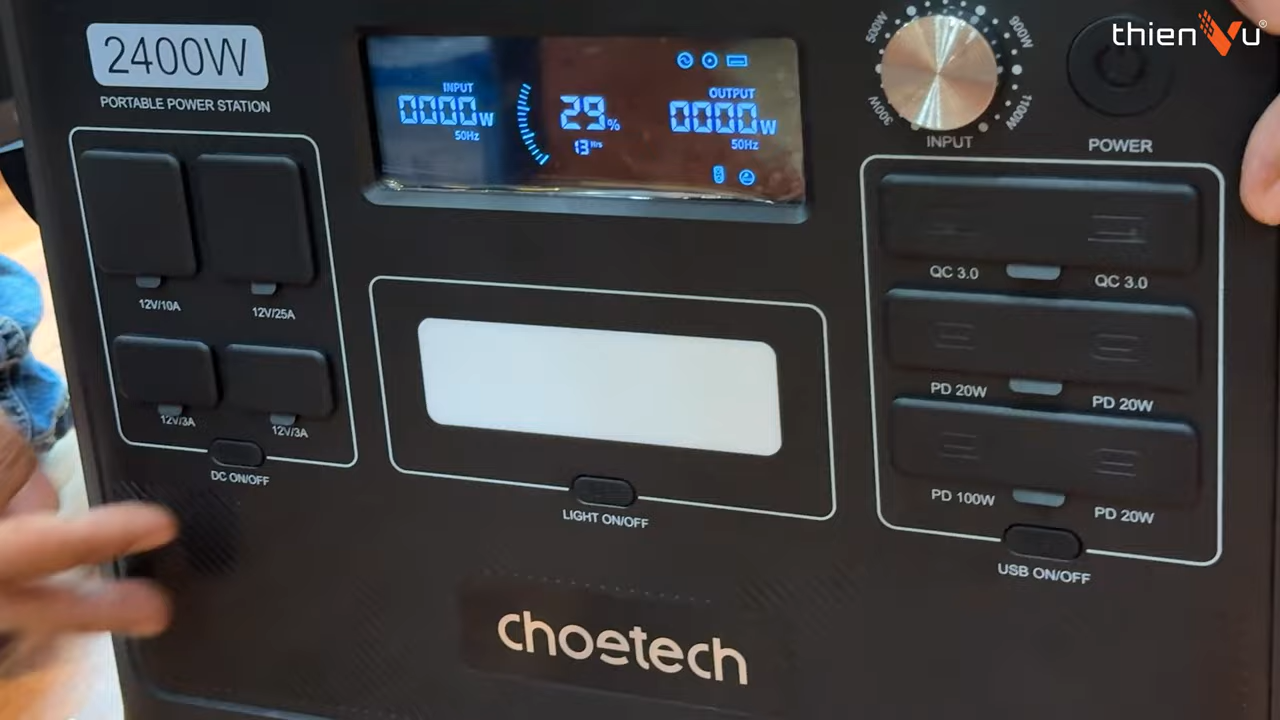 thienVu®
2400W
PORTABLE POWER STATION
INPUT
0000W
50Hz
29%
13Hrs
OUTPUT
0000W
50Hz
300W
500W
900W
1100W
INPUT
POWER
12V/10A
12V/25A
12V/3A
12V/3A
DC ON/OFF
LIGHT ON/OFF
QC 3.0
QC 3.0
PD 20W
PD 20W
PD 100W
PD 20W
USB ON/OFF
choetech